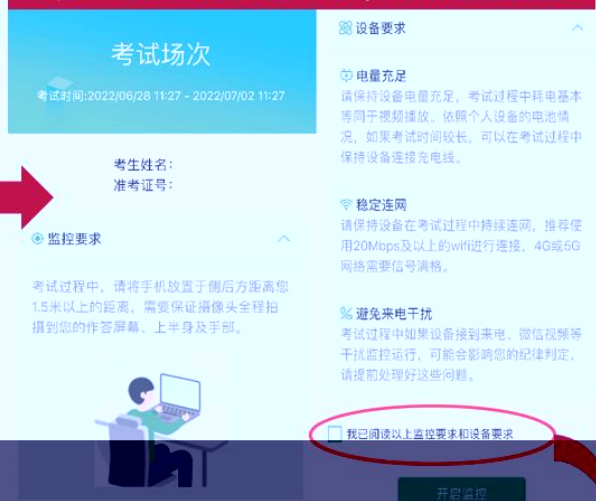 考试场次
考试时间:2022/06/28 11:27 - 2022/07/02 11:27
考生姓名:
准考证号:
监控要求
考试过程中，请将手机放置于侧后方距离您
1.5米以上的距离，需要保证摄像头全程拍
摄到您的作答屏幕、上半身及手部。
设备要求
电量充足
请保持设备电量充足，考试过程中耗电基本
等同于视频播放。依照个人设备的电池情
况，如果考试时间较长，可以在考试过程中
保持设备连接充电线。
稳定连网
请保持设备在考试过程中持续连网，推荐使
用20Mbps及以上的wifi进行连接，4G或5G
网络需要信号满格。
避免来电干扰
考试过程中如果设备接到来电、微信视频等
干扰监控运行，可能会影响您的纪律判定，
请提前处理好这些问题。
我已阅读以上监控要求和设备要求
开启监控